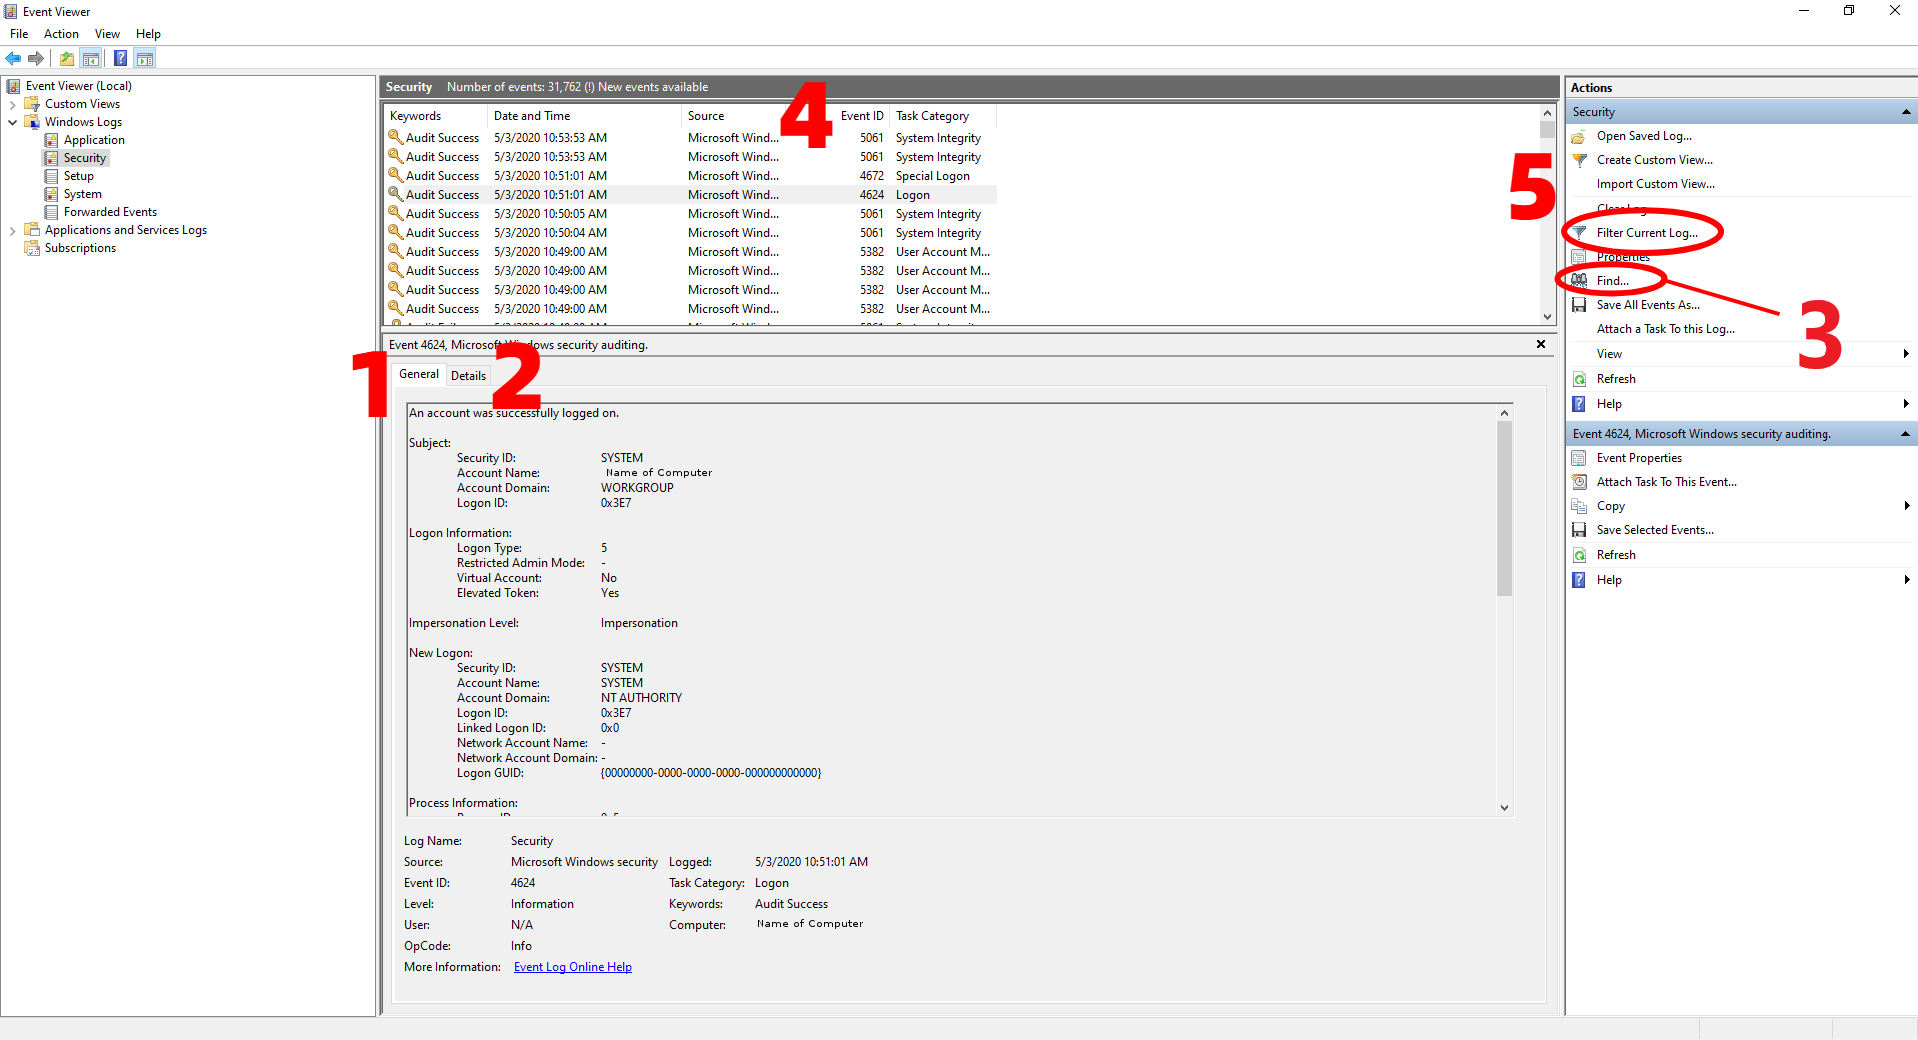 Event Viewer
File Action View Help
Event Viewer (Local)
Custom Views
Windows Logs
Application
Security
Setup
System
Forwarded Events
Applications and Services Logs
Subscriptions
Security Number of events: 31,762 (!) New events available
4
Keywords Date and Time Source Event ID Task Category
Audit Success 5/3/2020 10:53:53 AM Microsoft Wind... 5061 System Integrity
Audit Success 5/3/2020 10:53:53 AM Microsoft Wind... 5061 System Integrity
Audit Success 5/3/2020 10:51:01 AM Microsoft Wind... 4672 Special Logon
Audit Success 5/3/2020 10:51:01 AM Microsoft Wind... 4624 Logon
Audit Success 5/3/2020 10:50:05 AM Microsoft Wind... 5061 System Integrity
Audit Success 5/3/2020 10:50:04 AM Microsoft Wind... 5061 System Integrity
Audit Success 5/3/2020 10:49:00 AM Microsoft Wind... 5382 User Account M...
Audit Success 5/3/2020 10:49:00 AM Microsoft Wind... 5382 User Account M...
Audit Success 5/3/2020 10:49:00 AM Microsoft Wind... 5382 User Account M...
Audit Success 5/3/2020 10:49:00 AM Microsoft Wind... 5382 User Account M...
Event 4624, Microsoft Windows security auditing.
1
General Details
2
An account was successfully logged on.
Subject:
Security ID: SYSTEM
Account Name: Name of Computer
Account Domain: WORKGROUP
Logon ID: 0x3E7
Logon Information:
Logon Type: 5
Restricted Admin Mode: -
Virtual Account: No
Elevated Token: Yes
Impersonation Level: Impersonation
New Logon:
Security ID: SYSTEM
Account Name: SYSTEM
Account Domain: NT AUTHORITY
Logon ID: 0x3E7
Linked Logon ID: 0x0
Network Account Name: -
Network Account Domain: -
Logon GUID: {00000000-0000-0000-0000-000000000000}
Process Information:
Log Name: Security
Source: Microsoft Windows security Logged: 5/3/2020 10:51:01 AM
Event ID: 4624 Task Category: Logon
Level: Information Keywords: Audit Success
User: N/A Computer: Name of Computer
OpCode: Info
More Information: Event Log Online Help
Actions
Security
Open Saved Log...
Create Custom View...
5
Import Custom View...
Clear Log...
Filter Current Log...
Properties
Find...
3
Save All Events As...
Attach a Task To this Log...
View
Refresh
Help
Event 4624, Microsoft Windows security auditing.
Event Properties
Attach Task To This Event...
Copy
Save Selected Events...
Refresh
Help